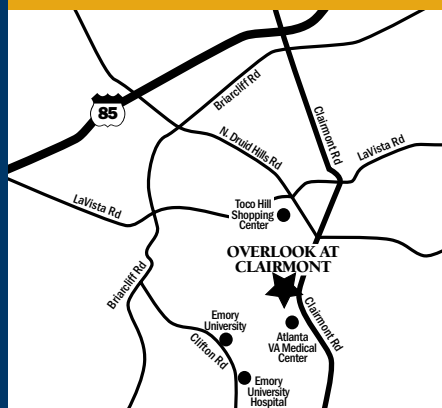 85
Briarcliff Rd
Clairmont Rd
N. Druid Hills Rd
LaVista Rd
LaVista Rd
Toco Hill
Shopping
Center
OVERLOOK AT
CLAIRMONT
Briarcliff Rd
Clairmont Rd
Emory
University
Atlanta
VA Medical
Center
Clifton Rd
Emory
University
Hospital